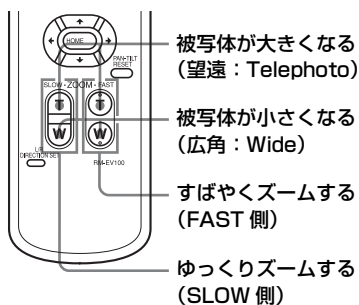 HOME
PAN-TILT
RESET
SLOW • ZOOM • FAST
T
T
W
W
L/R
DIRECTION SET
RM-EV100
被写体が大きくなる
（望遠：Telephoto）
被写体が小さくなる
（広角：Wide）
すばやくズームする
（FAST 側）
ゆっくりズームする
（SLOW 側）